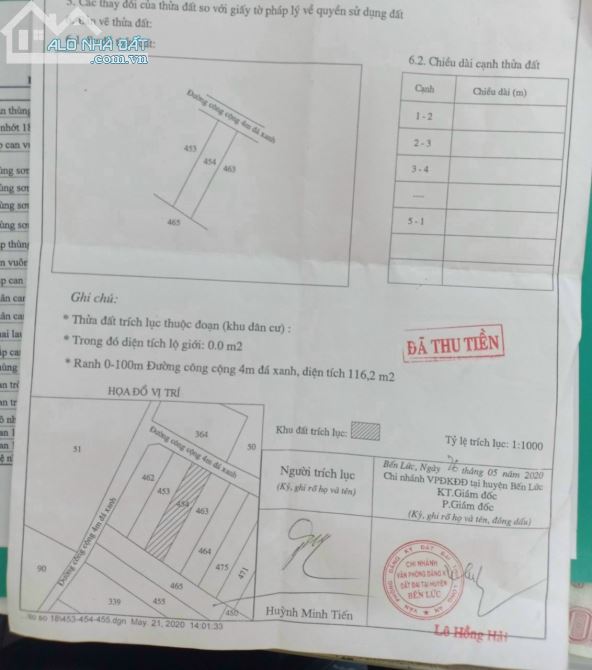 5. Các thay đổi của thửa đất so với giấy tờ pháp lý về quyền sử dụng đất
vẽ thửa đất:
ALO NHÀ ĐẤT
.com.vn
6.2. Chiều dài cạnh thửa đất
Cạnh
Chiều dài (m)
1 - 2
2 - 3
3 - 4
----
5 - 1
Đường công cộng 4m đá xanh
453
454
463
465
Ghi chú:
* Thửa đất trích lục thuộc đoạn (khu dân cư) :
* Trong đó diện tích lộ giới: 0.0 m2
* Ranh 0-100m Đường công cộng 4m đá xanh, diện tích 116,2 m2
ĐÃ THU TIỀN
HỌA ĐỒ VỊ TRÍ
Khu đất trích lục:
Tỷ lệ trích lục: 1:1000
51
364
50
Đường công cộng 4m đá xanh
462
453
454
463
464
475
471
465
Đường công cộng 4m đá xanh
90
339
455
450
Người trích lục
(Ký, ghi rõ họ và tên)
Huỳnh Minh Tiến
Bến Lức, Ngày 26 tháng 05 năm 2020
Chi nhánh VPĐKĐĐ tại huyện Bến Lức
KT.Giám đốc
P.Giám đốc
(Ký, ghi rõ họ và tên, đóng dấu)
CHI NHÁNH
VĂN PHÒNG ĐĂNG KÝ
ĐẤT ĐAI TẠI HUYỆN
BẾN LỨC
Lê Hồng Hải
so 18\453-454-455.dgn May. 21, 2020 14:01:33